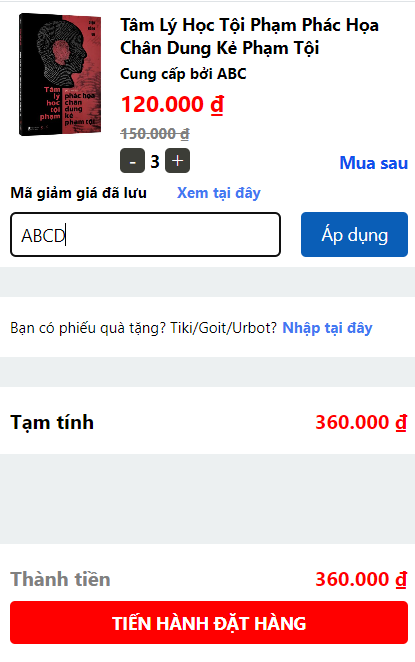 Tâm Lý Học Tội Phạm Phác Họa
Chân Dung Kẻ Phạm Tội
Cung cấp bởi ABC
120.000 ₫
150.000 ₫
- 3 +
Mua sau
Tâm
lý
học
tội
phạm
phác họa
chân
dung
kẻ
phạm tội
Mã giảm giá đã lưu
Xem tại đây
ABCD
Áp dụng
Bạn có phiếu quà tặng? Tiki/Goit/Urbot? Nhập tại đây
Tạm tính
360.000 ₫
Thành tiền
360.000 ₫
TIẾN HÀNH ĐẶT HÀNG